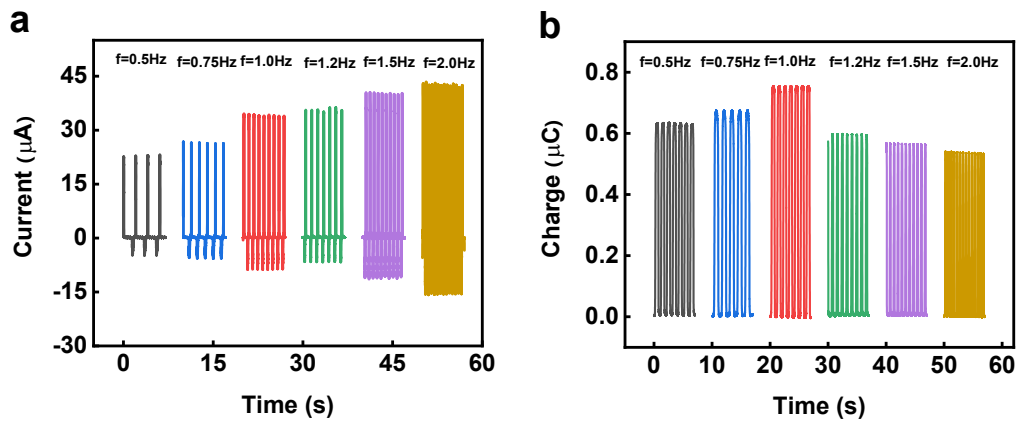 a
f=0.5Hz f=0.75Hz f=1.0Hz f=1.2Hz f=1.5Hz f=2.0Hz
45
30
15
0
-15
-30
Current (μA)
0 15 30 45 60
Time (s)
b
f=0.5Hz f=0.75Hz f=1.0Hz f=1.2Hz f=1.5Hz f=2.0Hz
0.8
0.6
0.4
0.2
0.0
Charge (μC)
0 10 20 30 40 50 60
Time (s)